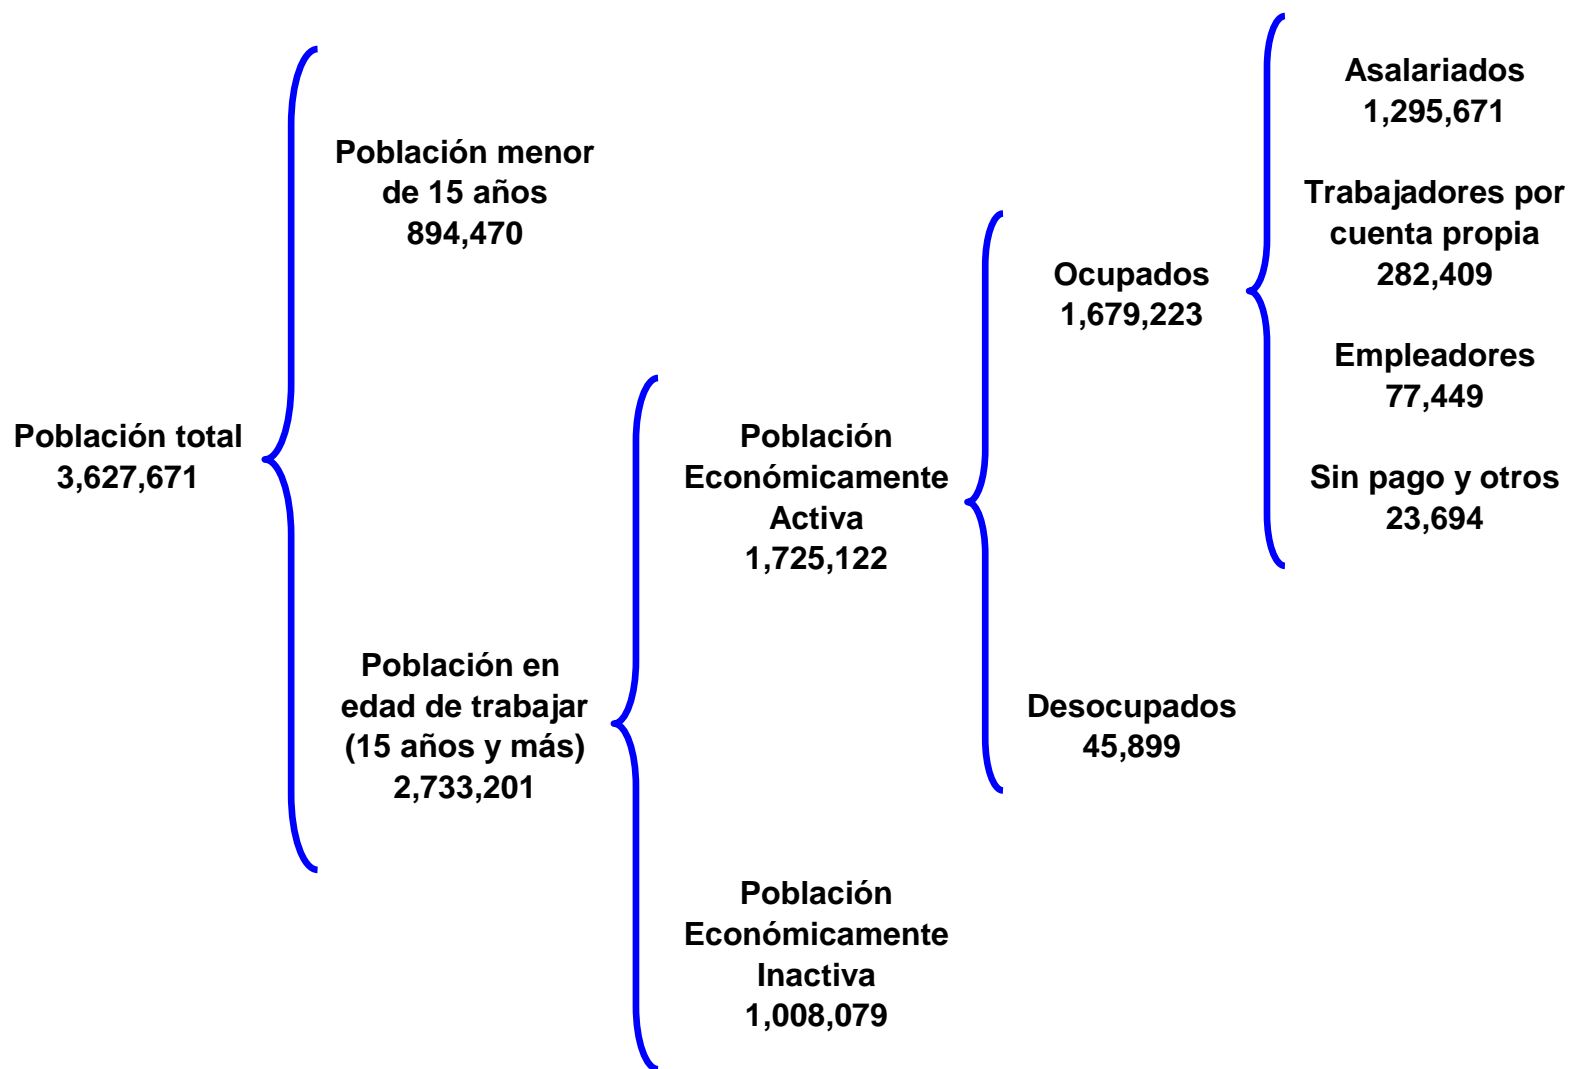 Población total
3,627,671
Población menor
de 15 años
894,470
Población en
edad de trabajar
(15 años y más)
2,733,201
Población
Económicamente
Activa
1,725,122
Población
Económicamente
Inactiva
1,008,079
Ocupados
1,679,223
Desocupados
45,899
Asalariados
1,295,671
Trabajadores por
cuenta propia
282,409
Empleadores
77,449
Sin pago y otros
23,694